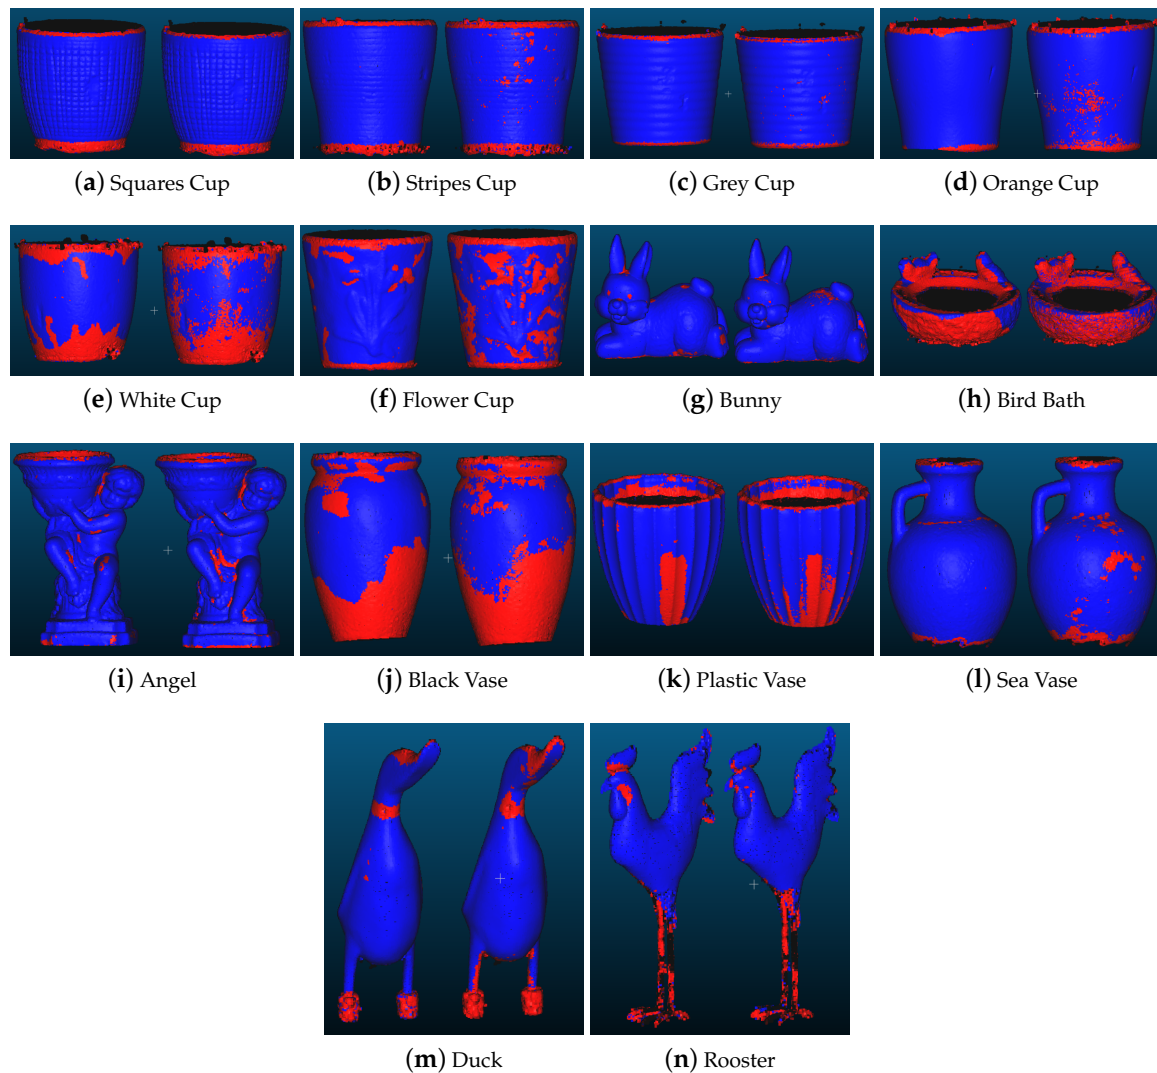 (a) Squares Cup
(b) Stripes Cup
(c) Grey Cup
(d) Orange Cup
(e) White Cup
(f) Flower Cup
(g) Bunny
(h) Bird Bath
(i) Angel
(j) Black Vase
(k) Plastic Vase
(l) Sea Vase
(m) Duck
(n) Rooster